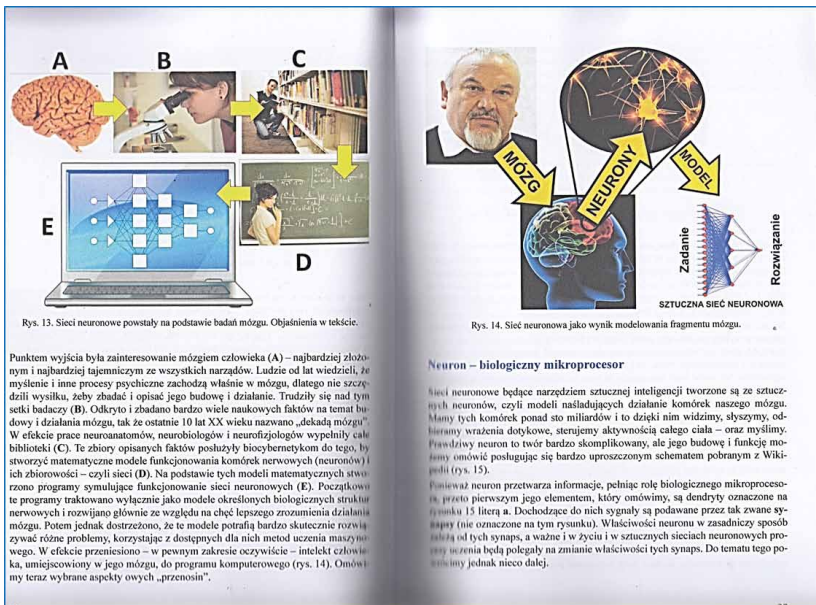 A
B
C
D
E
Rys. 13. Sieci neuronowe powstały na podstawie badań mózgu. Objaśnienia w tekście.
Punktem wyjścia była zainteresowanie mózgiem człowieka (A) – najbardziej złożo-
nym i najbardziej tajemniczym ze wszystkich narządów. Ludzie od lat wiedzieli, że
myślenie i inne procesy psychiczne zachodzą właśnie w mózgu, dlatego nie szczę-
dzili wysiłku, żeby zbadać i opisać jego budowę i działanie. Trudziły się nad tym
setki badaczy (B). Odkryto i zbadano bardzo wiele naukowych faktów na temat bu-
dowy i działania mózgu, tak że ostatnie 10 lat XX wieku nazwano „dekadą mózgu”.
W efekcie prace neuroanatomów, neurobiologów i neurofizjologów wypełniły całe
biblioteki (C). Te zbiory opisanych faktów posłużyły biocybernetykom do tego, by
stworzyć matematyczne modele funkcjonowania komórek nerwowych (neuronów) i
ich zbiorowości – czyli sieci (D). Na podstawie tych modeli matematycznych stwo-
rzono programy symulujące funkcjonowanie sieci neuronowych (E). Początkowo
te programy traktowano wyłącznie jako modele określonych biologicznych struktur
nerwowych i rozwijano głównie ze względu na chęć lepszego zrozumienia działania
mózgu. Potem jednak dostrzeżono, że te modele potrafią bardzo skutecznie rozwią-
zywać różne problemy, korzystając z dostępnych dla nich metod uczenia maszyno-
wego. W efekcie przeniesiono – w pewnym zakresie oczywiście – intelekt człowie-
ka, umiejscowiony w jego mózgu, do programu komputerowego (rys. 14). Omówi-
my teraz wybrane aspekty owych „przenosin”.
MÓZG
NEURONY
MODEL
Zadanie
Rozwiązanie
SZTUCZNA SIEĆ NEURONOWA
Rys. 14. Sieć neuronowa jako wynik modelowania fragmentu mózgu.
Neuron – biologiczny mikroprocesor
Sieci neuronowe będące narzędziem sztucznej inteligencji tworzone są ze sztucz-
nych neuronów, czyli modeli naśladujących działanie komórek naszego mózgu.
Mamy tych komórek ponad sto miliardów i to dzięki nim widzimy, słyszymy, od-
bieramy wrażenia dotykowe, sterujemy aktywnością całego ciała – oraz myślimy.
Prawdziwy neuron to twór bardzo skomplikowany, ale jego budowę i funkcję mo-
żemy omówić posługując się bardzo uproszczonym schematem pobranym z Wiki-
pedii (rys. 15).
Ponieważ neuron przetwarza informacje, pełniąc rolę biologicznego mikroproceso-
ra, przeto pierwszym jego elementem, który omówimy, są dendryty oznaczone na
rysunku 15 literą a. Dochodzące do nich sygnały są podawane przez tak zwane sy-
napsy (nie oznaczone na tym rysunku). Właściwości neuronu w zasadniczy sposób
zależą od tych synaps, a ważne i w życiu i w sztucznych sieciach neuronowych pro-
cesy uczenia będą polegały na zmianie właściwości tych synaps. Do tematu tego po-
wrócimy jednak nieco dalej.